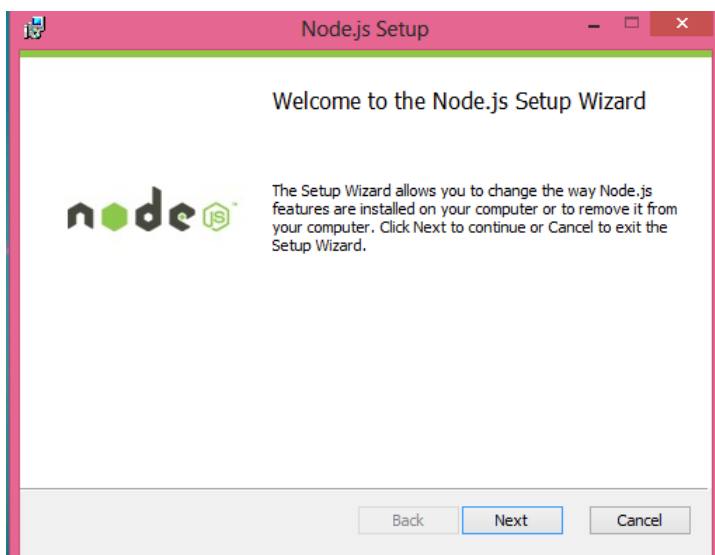 Node.js Setup
Welcome to the Node.js Setup Wizard
node JS
The Setup Wizard allows you to change the way Node.js
features are installed on your computer or to remove it from
your computer. Click Next to continue or Cancel to exit the
Setup Wizard.
Back Next Cancel